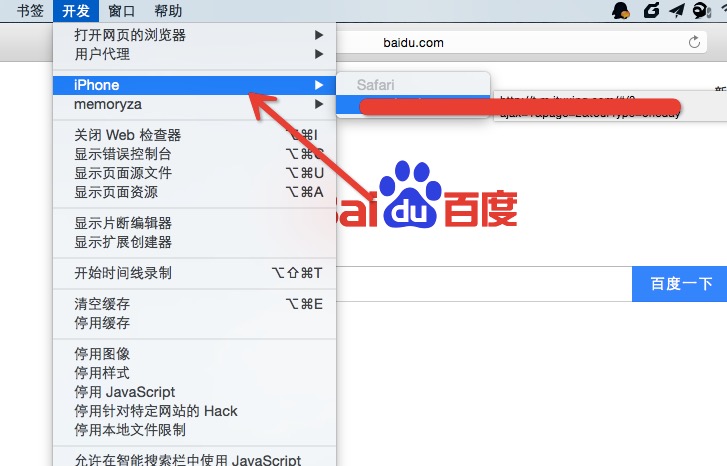 书签 开发 窗口 帮助
打开网页的浏览器
用户代理
baidu.com
iPhone
Safari
memoryza
关闭 Web 检查器 ⌥⌘I
显示错误控制台 ⌥⌘C
显示页面源文件 ⌥⌘U
显示页面资源 ⌥⌘A
显示片断编辑器
显示扩展创建器
开始时间线录制 ⌥⇧⌘T
清空缓存 ⌥⌘E
停用缓存
停用图像
停用样式
停用 JavaScript
停用针对特定网站的 Hack
停用本地文件限制
允许在智能搜索栏中使用 JavaScript
Bai du 百度
百度一下